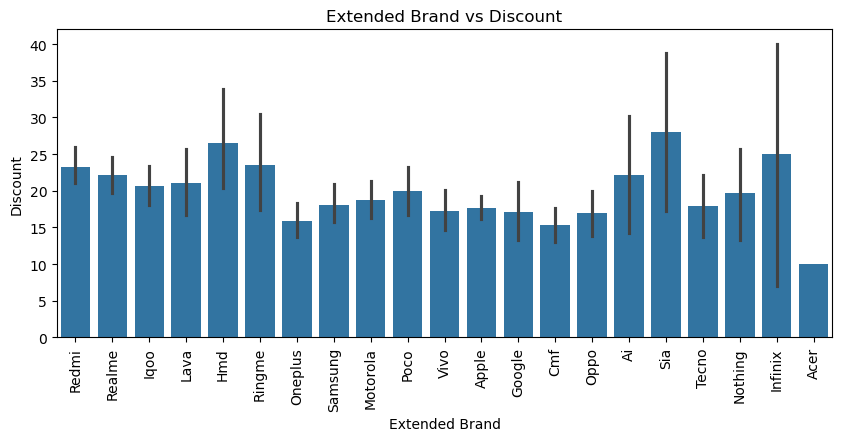 Extended Brand vs Discount
Discount
40
35
30
25
20
15
10
5
0
Redmi
Realme
Iqoo
Lava
Hmd
Ringme
Oneplus
Samsung
Motorola
Poco
Vivo
Apple
Google
Cmf
Oppo
Ai
Sia
Tecno
Nothing
Infinix
Acer
Extended Brand